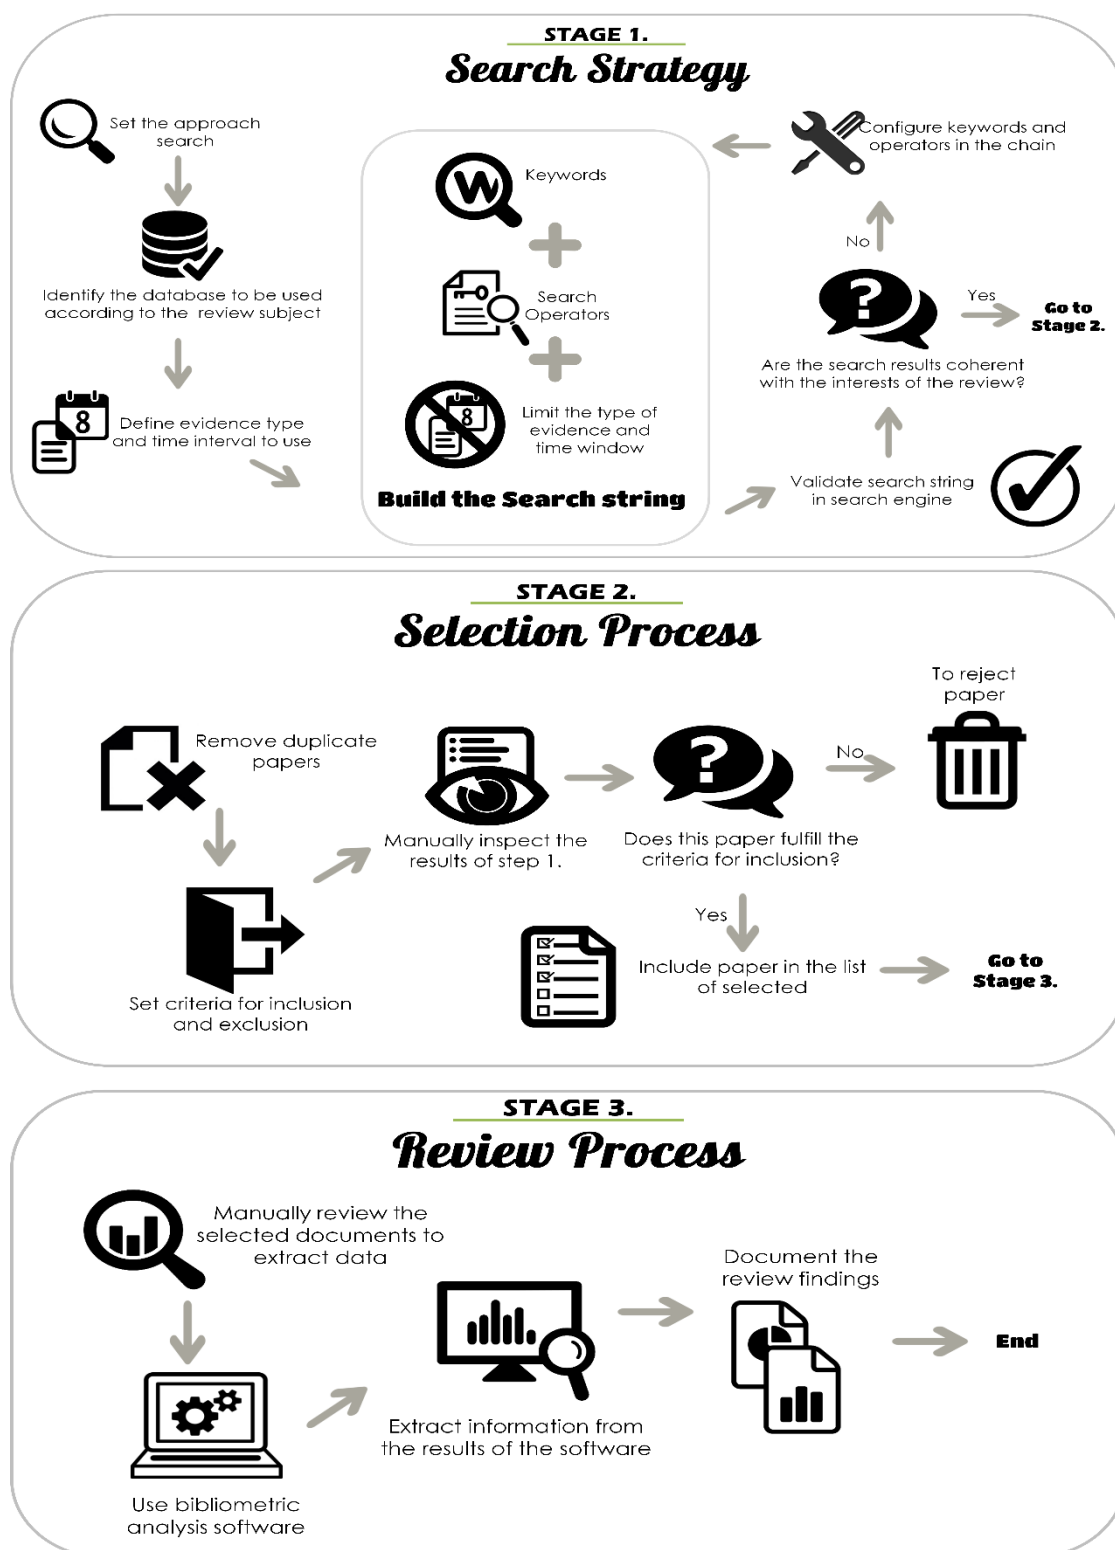 STAGE 1.
Search Strategy
Set the approach
search
Identify the database to be used
according to the review subject
8
Define evidence type
and time interval to use
W
Keywords
Search
Operators
8
Limit the type of
evidence and
time window
Build the Search string
Validate search string
in search engine
?
Are the search results coherent
with the interests of the review?
No
Configure keywords and
operators in the chain
Yes
Go to
Stage 2.
STAGE 2.
Selection Process
Remove duplicate
papers
Set criteria for inclusion
and exclusion
Manually inspect the
results of step 1.
?
Does this paper fulfill the
criteria for inclusion?
No
To reject
paper
Yes
Include paper in the list
of selected
Go to
Stage 3.
STAGE 3.
Review Process
Manually review the
selected documents to
extract data
Use bibliometric
analysis software
Extract information from
the results of the software
Document the
review findings
End